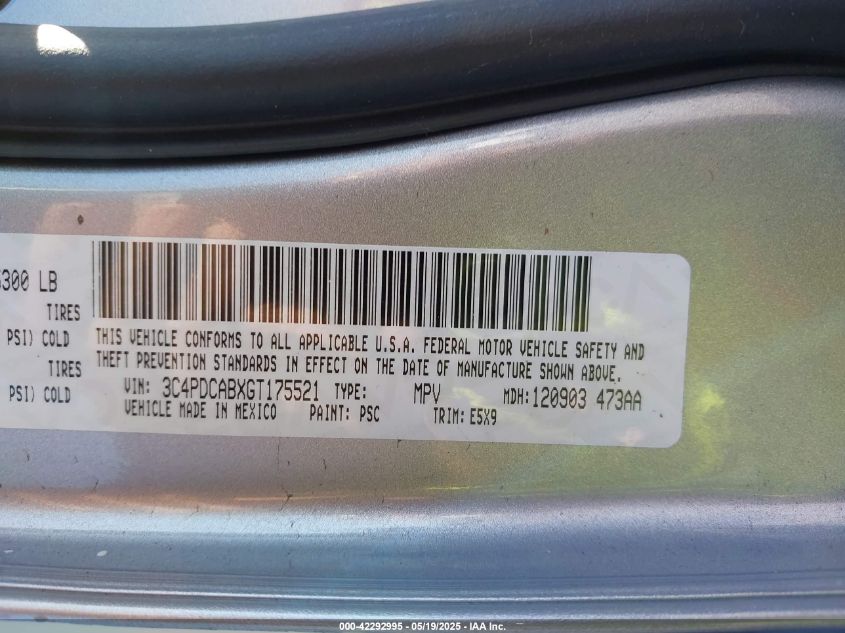 300 LB
TIRES
PSI) COLD
TIRES
PSI) COLD
THIS VEHICLE CONFORMS TO ALL APPLICABLE U.S.A. FEDERAL MOTOR VEHICLE SAFETY AND
THEFT PREVENTION STANDARDS IN EFFECT ON THE DATE OF MANUFACTURE SHOWN ABOVE.
VIN: 3C4PDCABXGT175521 TYPE: MPV MDH: 120903 473AA
VEHICLE MADE IN MEXICO PAINT: PSC TRIM: E5X9
000-42292995 - 05/19/2025 - IAA Inc.